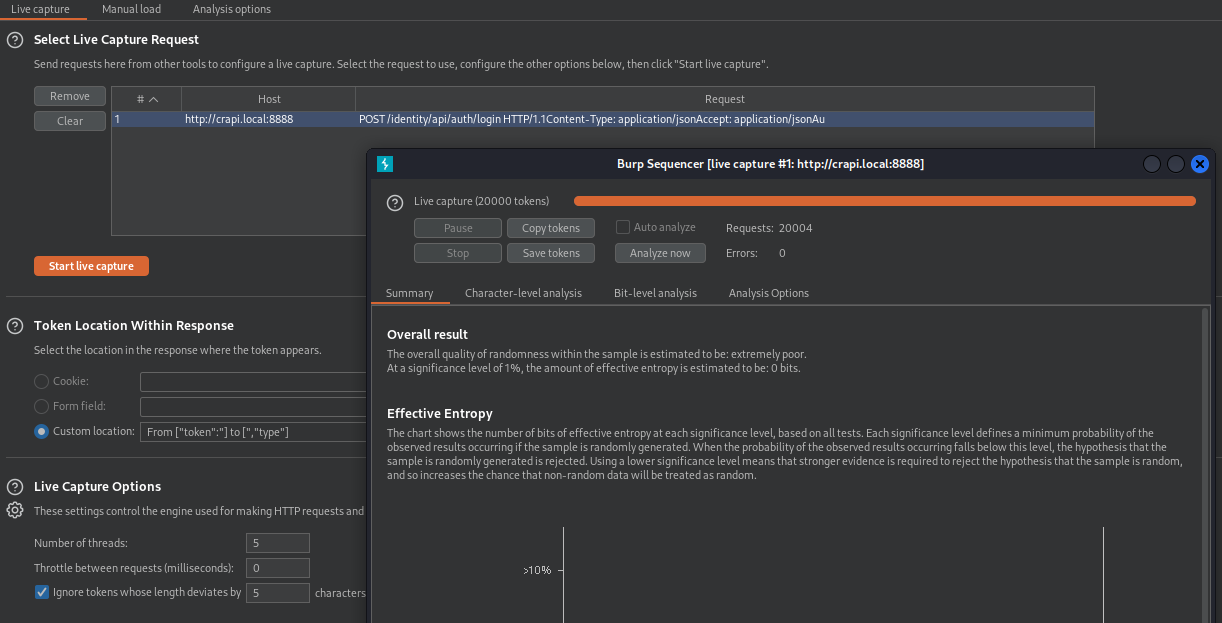 Live capture Manual load Analysis options
Select Live Capture Request
Send requests here from other tools to configure a live capture. Select the request to use, configure the other options below, then click "Start live capture".
Remove
Clear
# Host Request
1 http://crapi.local:8888 POST /identity/api/auth/login HTTP/1.1Content-Type: application/jsonAccept: application/jsonAu
Start live capture
Token Location Within Response
Select the location in the response where the token appears.
Cookie:
Form field:
Custom location: From ["token":"] to [","type"]
Live Capture Options
These settings control the engine used for making HTTP requests and
Number of threads: 5
Throttle between requests (milliseconds): 0
Ignore tokens whose length deviates by 5 characters
Burp Sequencer [live capture #1: http://crapi.local:8888]
Live capture (20000 tokens)
Pause Copy tokens Auto analyze Requests: 20004
Stop Save tokens Analyze now Errors: 0
Summary Character-level analysis Bit-level analysis Analysis Options
Overall result
The overall quality of randomness within the sample is estimated to be: extremely poor.
At a significance level of 1%, the amount of effective entropy is estimated to be: 0 bits.
Effective Entropy
The chart shows the number of bits of effective entropy at each significance level, based on all tests. Each significance level defines a minimum probability of the
observed results occurring if the sample is randomly generated. When the probability of the observed results occurring falls below this level, the hypothesis that the
sample is randomly generated is rejected. Using a lower significance level means that stronger evidence is required to reject the hypothesis that the sample is random,
and so increases the chance that non-random data will be treated as random.
>10%